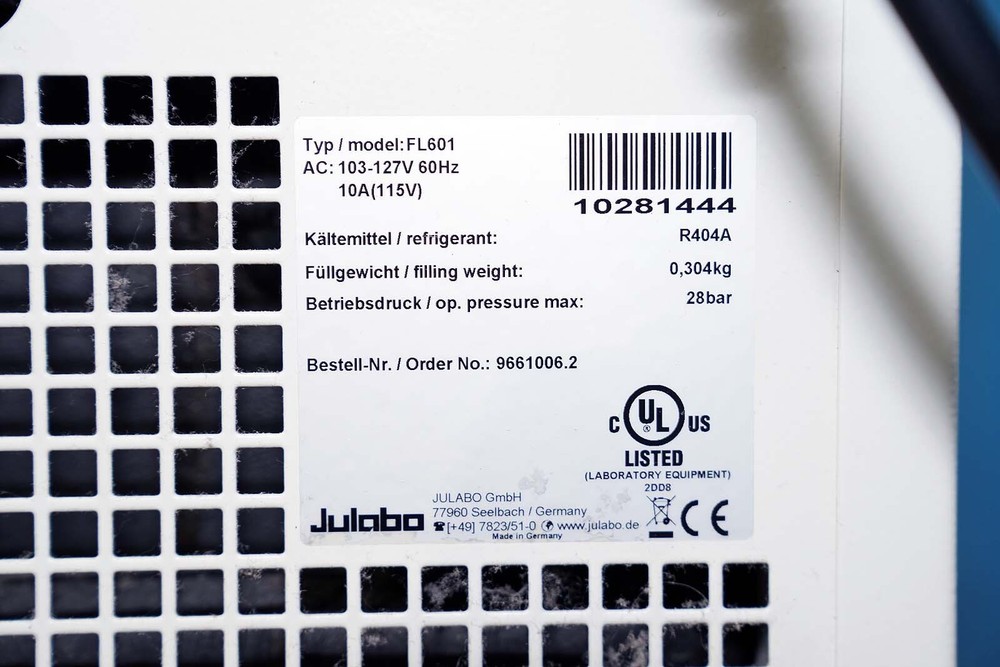 Typ / model: FL601
AC: 103-127V 60Hz
10A(115V)
10281444
Kältemittel / refrigerant: R404A
Füllgewicht / filling weight: 0,304kg
Betriebsdruck / op. pressure max: 28bar
Bestell-Nr. / Order No.: 9661006.2
C UL US
LISTED
(LABORATORY EQUIPMENT)
2DD8
Julabo
JULABO GmbH
77960 Seelbach / Germany
☎[+49] 7823/51-0 www.julabo.de
Made in Germany
CE